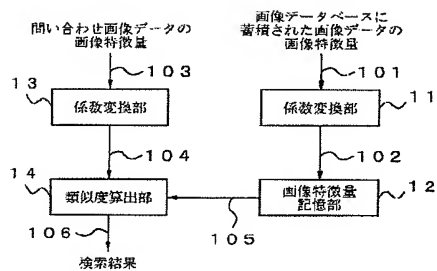 問い合わせ画像データの
画像特徴量
画像データベースに
蓄積された画像データの
画像特徴量
103
101
13
係数変換部
係数変換部
11
104
102
14
類似度算出部
画像特徴量
記憶部
12
105
106
検索結果